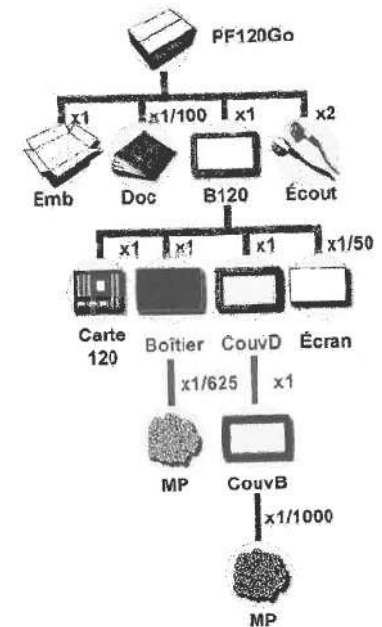 PF120Go
x1 x1/100 x1 x2
Emb Doc B120 Écout
x1 x1 x1 x1/50
Carte
120
Boîtier CouvD Écran
x1/625 x1
MP CouvB
x1/1000
MP